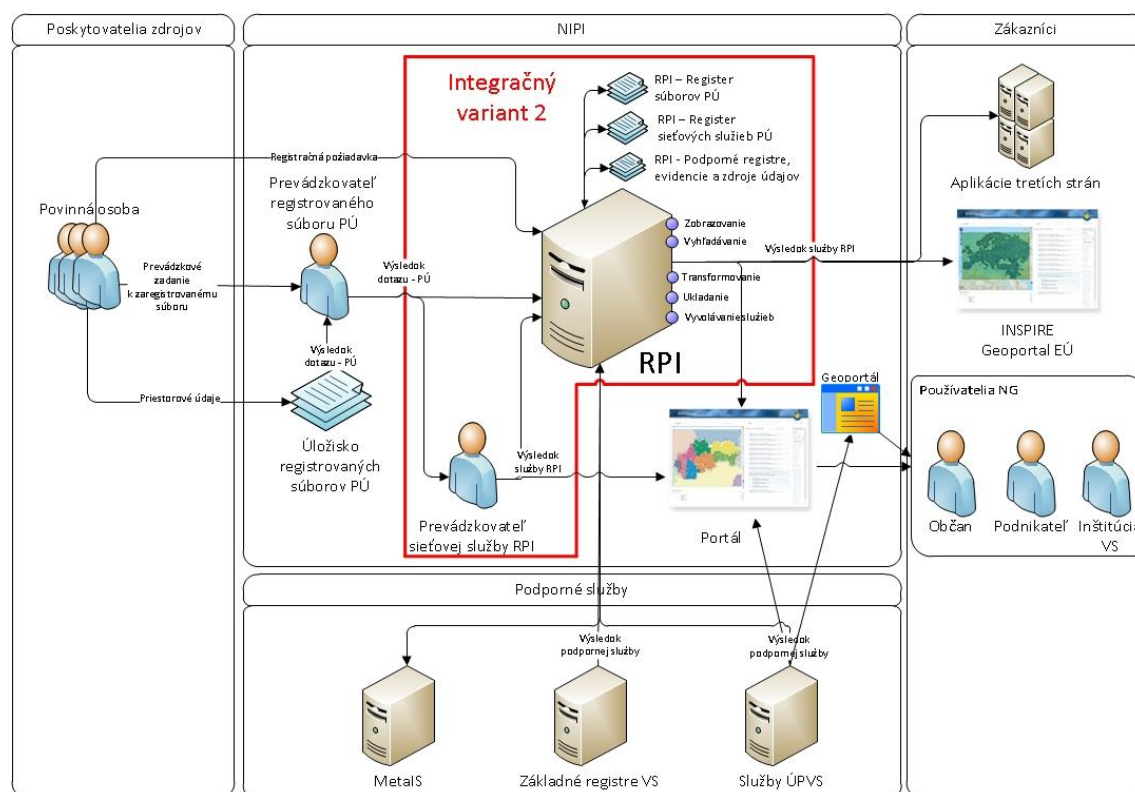 Poskytovatelia zdrojov
NIPI
Zákazníci
Integračný
variant 2
RPI – Register
súborov PÚ
RPI – Register
sieťových služieb PÚ
RPI - Podporné registre,
evidencie a zdroje údajov
Registračná požiadavka
Povinná osoba
Prevádzkovateľ
registrovaného
súboru PÚ
Prevádzkové
zadanie
k zaregistrovanému
súboru
Výsledok
dotazu - PÚ
Zobrazovanie
Vyhľadávanie
Transformovanie
Ukladanie
Vyvolávanie služieb
Výsledok služby RPI
RPI
Aplikácie tretích strán
INSPIRE
Geoportal EÚ
Výsledok
dotazu - PÚ
Priestorové údaje
Úložisko
registrovaných
súborov PÚ
Výsledok
služby RPI
Prevádzkovateľ
sieťovej služby RPI
Geoportál
Portál
Používatelia NG
Občan
Podnikateľ
Inštitúcia
VS
Podporné služby
Výsledok
podpornej služby
Výsledok
podpornej služby
MetaIS
Základné registre VS
Služby ÚPVS